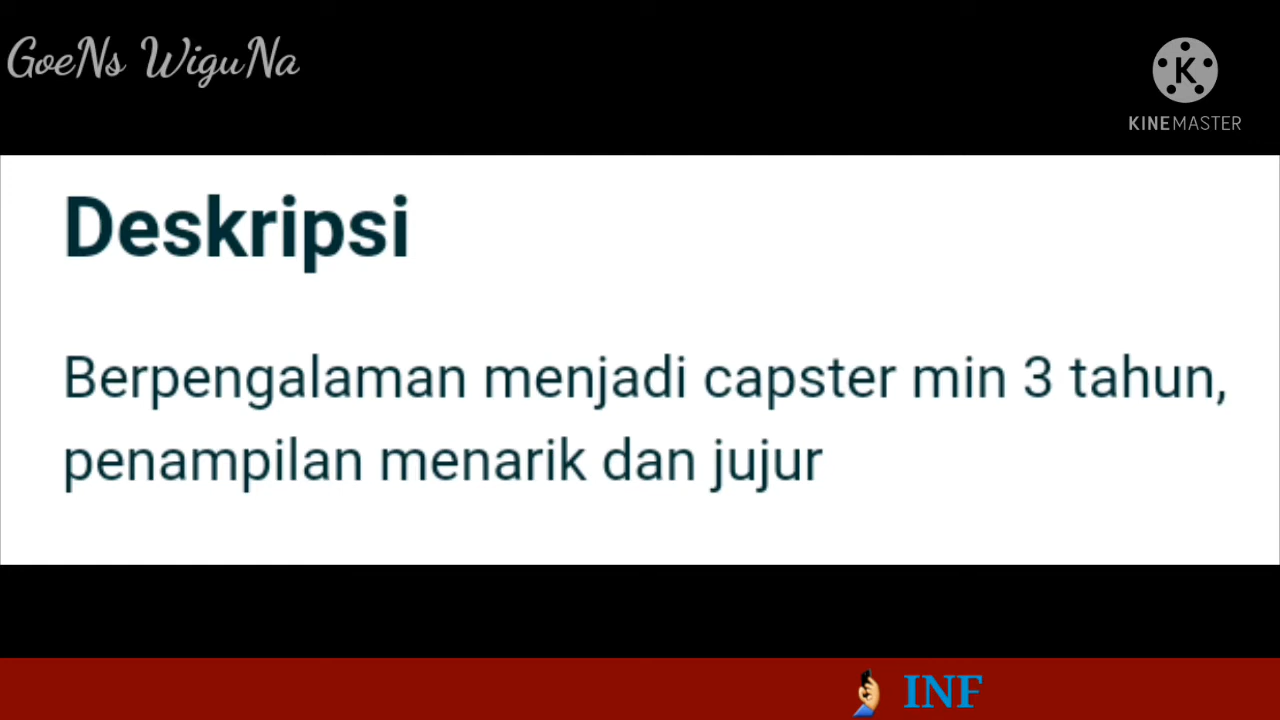 GoeNs WiguNa
K
KINEMASTER
Deskripsi
Berpengalaman menjadi capster min 3 tahun,
penampilan menarik dan jujur
INF